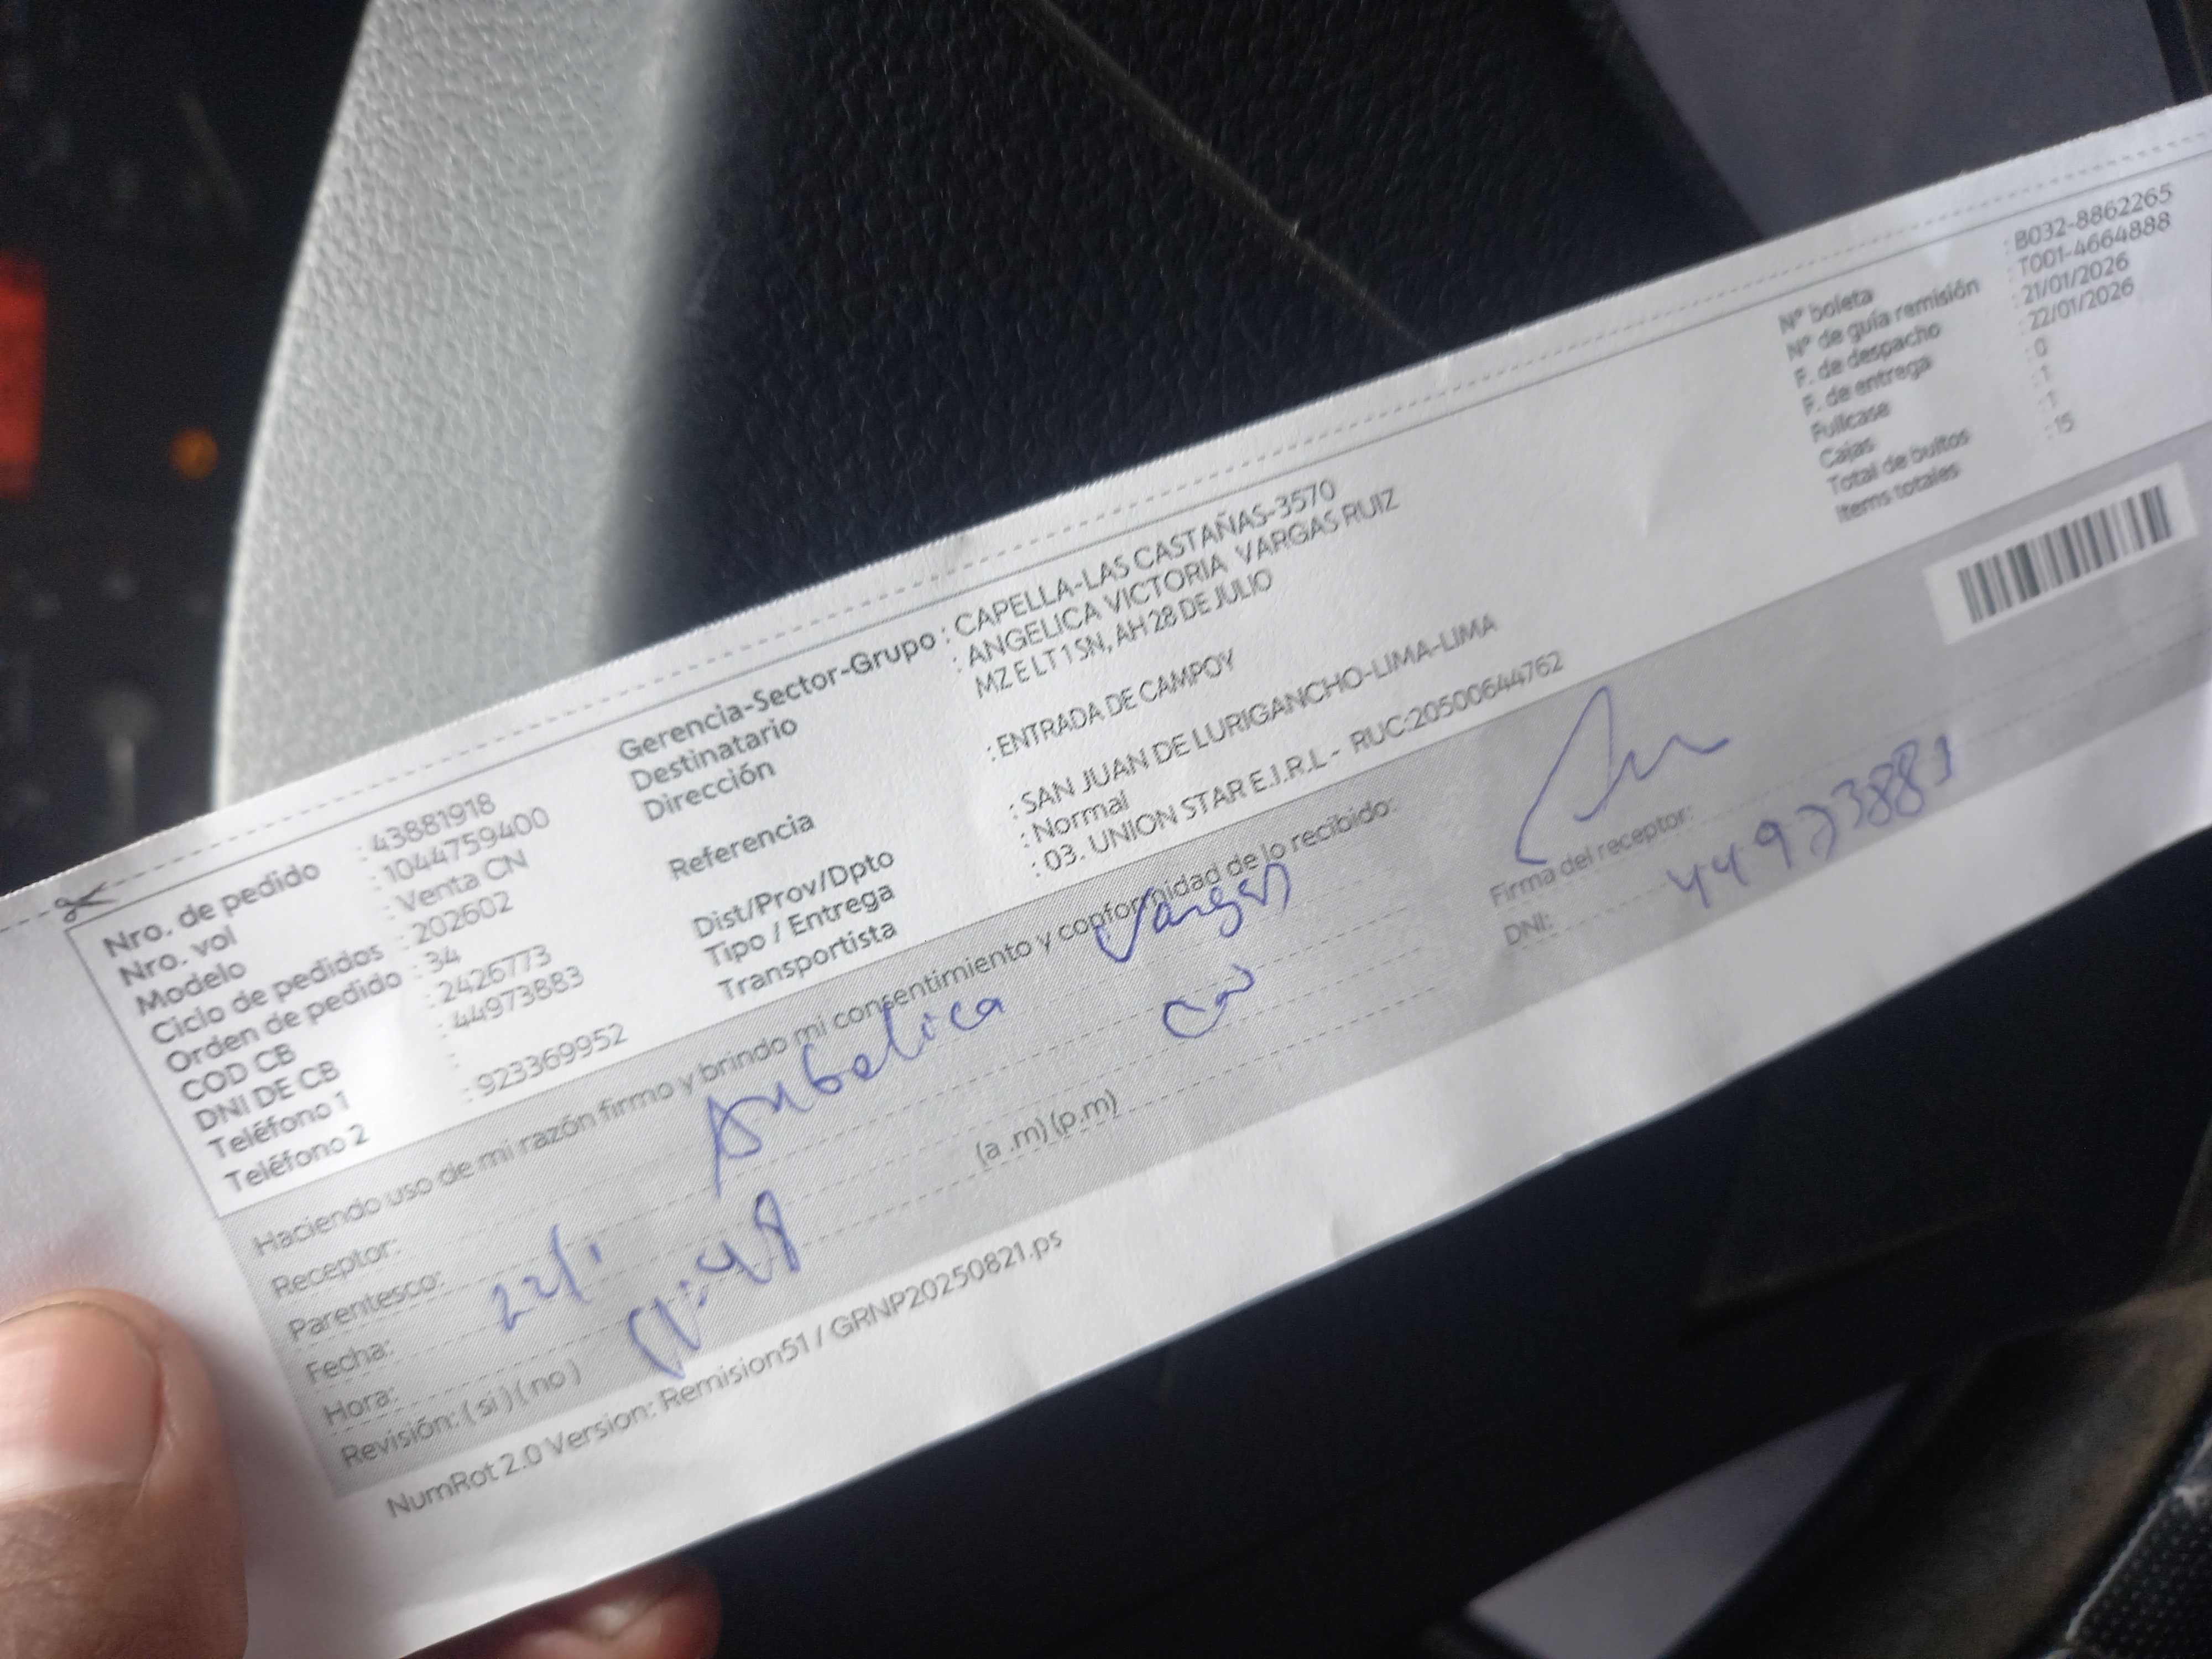 Nro. de pedido : 43881918
Nro. vol : 1044759400
Modelo : Venta CN
Ciclo de pedidos : 202602
Orden de pedido : 34
COD CB : 2426773
DNI DE CB : 44973883
Teléfono 1 :
Teléfono 2 : 923369952
Gerencia-Sector-Grupo : CAPELLA-LAS CASTAÑAS-3570
Destinatario : ANGELICA VICTORIA VARGAS RUIZ
Dirección MZ E LT 1 SN, AH 28 DE JULIO
Referencia : ENTRADA DE CAMPOY
Dist/Prov/Dpto : SAN JUAN DE LURIGANCHO-LIMA-LIMA
Tipo / Entrega : Normal
Transportista : 03. UNION STAR E.I.R.L - RUC:20500644762
N° boleta : B032-8862265
N° de guía remisión : T001-4664888
F. de despacho : 21/01/2026
F. de entrega : 22/01/2026
Fullcase : 0
Cajas : 1
Total de bultos : 1
Items totales : 15
Haciendo uso de mi razón firmo y brindo mi consentimiento y conformidad de lo recibido:
Receptor: Angelica Vargas
Parentesco:
Fecha:
Hora: (a .m) (p.m)
Revisión: ( si ) ( no )
Firma del receptor:
DNI: 44973883
NumRot 2.0 Version: Remision51 / GRNP20250821.ps